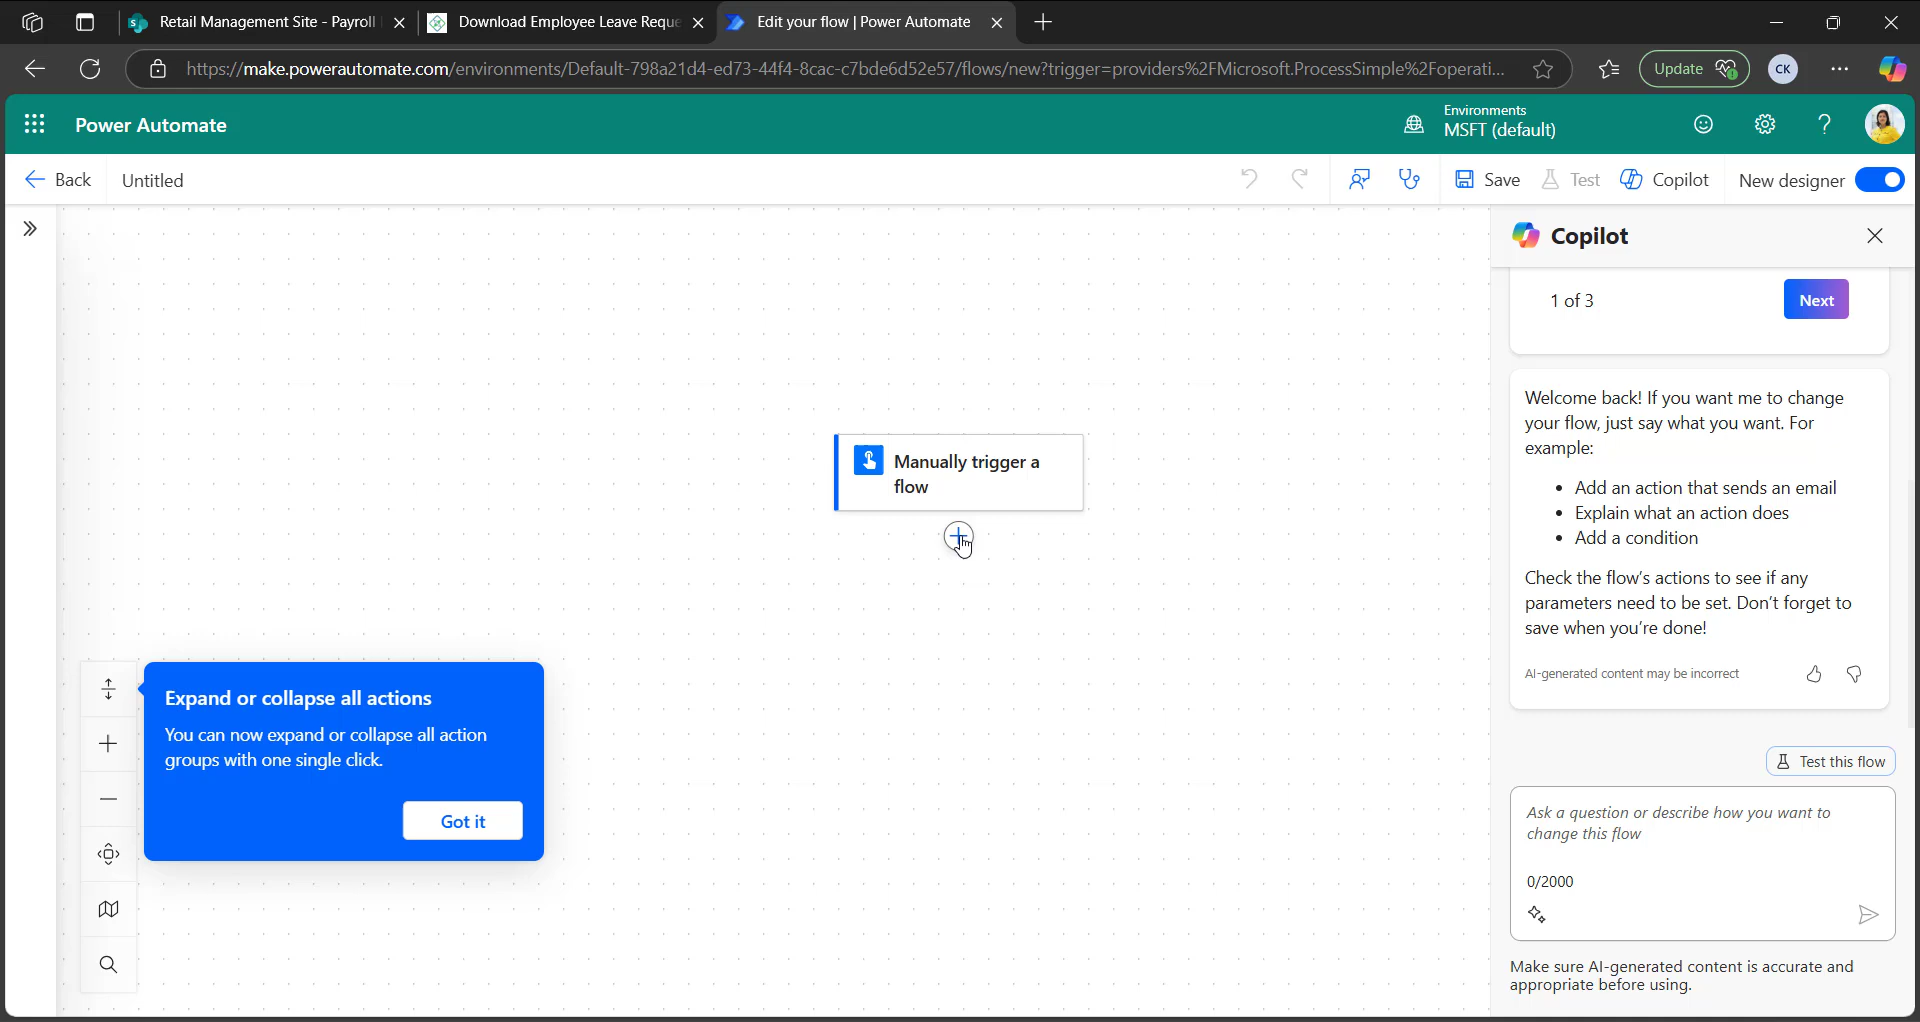 Retail Management Site - Payroll
Download Employee Leave Reque
Edit your flow | Power Automate
https://make.powerautomate.com/environments/Default-798a21d4-ed73-44f4-8cac-c7bde6d52e57/flows/new?trigger=providers%2FMicrosoft.ProcessSimple%2Foperati...
Update
CK
Power Automate
Environments
MSFT (default)
Back
Untitled
Save
Test
Copilot
New designer
Copilot
1 of 3
Next
Welcome back! If you want me to change
your flow, just say what you want. For
example:
• Add an action that sends an email
• Explain what an action does
• Add a condition
Check the flow's actions to see if any
parameters need to be set. Don't forget to
save when you're done!
AI-generated content may be incorrect
Manually trigger a
flow
Expand or collapse all actions
You can now expand or collapse all action
groups with one single click.
Got it
Test this flow
Ask a question or describe how you want to
change this flow
0/2000
Make sure AI-generated content is accurate and
appropriate before using.